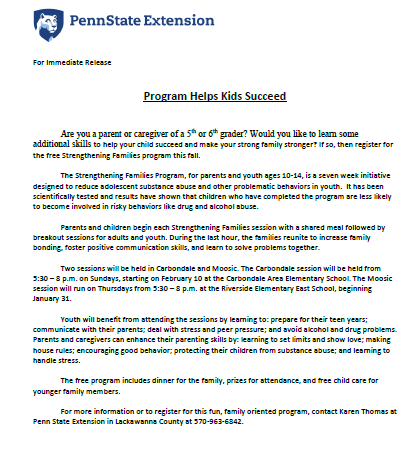 PennState Extension
For Immediate Release
Program Helps Kids Succeed
Are you a parent or caregiver of a 5th or 6th grader? Would you like to learn some
additional skills to help your child succeed and make your strong family stronger? If so, then register for
the free Strengthening Families program this fall.
The Strengthening Families Program, for parents and youth ages 10-14, is a seven week initiative
designed to reduce adolescent substance abuse and other problematic behaviors in youth. It has been
scientifically tested and results have shown that children who have completed the program are less likely
to become involved in risky behaviors like drug and alcohol abuse.
Parents and children begin each Strengthening Families session with a shared meal followed by
breakout sessions for adults and youth. During the last hour, the families reunite to increase family
bonding, foster positive communication skills, and learn to solve problems together.
Two sessions will be held in Carbondale and Moosic. The Carbondale session will be held from
5:30 – 8 p.m. on Sundays, starting on February 10 at the Carbondale Area Elementary School. The Moosic
session will run on Thursdays from 5:30 – 8 p.m. at the Riverside Elementary East School, beginning
January 31.
Youth will benefit from attending the sessions by learning to: prepare for their teen years;
communicate with their parents; deal with stress and peer pressure; and avoid alcohol and drug problems.
Parents and caregivers can enhance their parenting skills by: learning to set limits and show love; making
house rules; encouraging good behavior; protecting their children from substance abuse; and learning to
handle stress.
The free program includes dinner for the family, prizes for attendance, and free child care for
younger family members.
For more information or to register for this fun, family oriented program, contact Karen Thomas at
Penn State Extension in Lackawanna County at 570-963-6842.